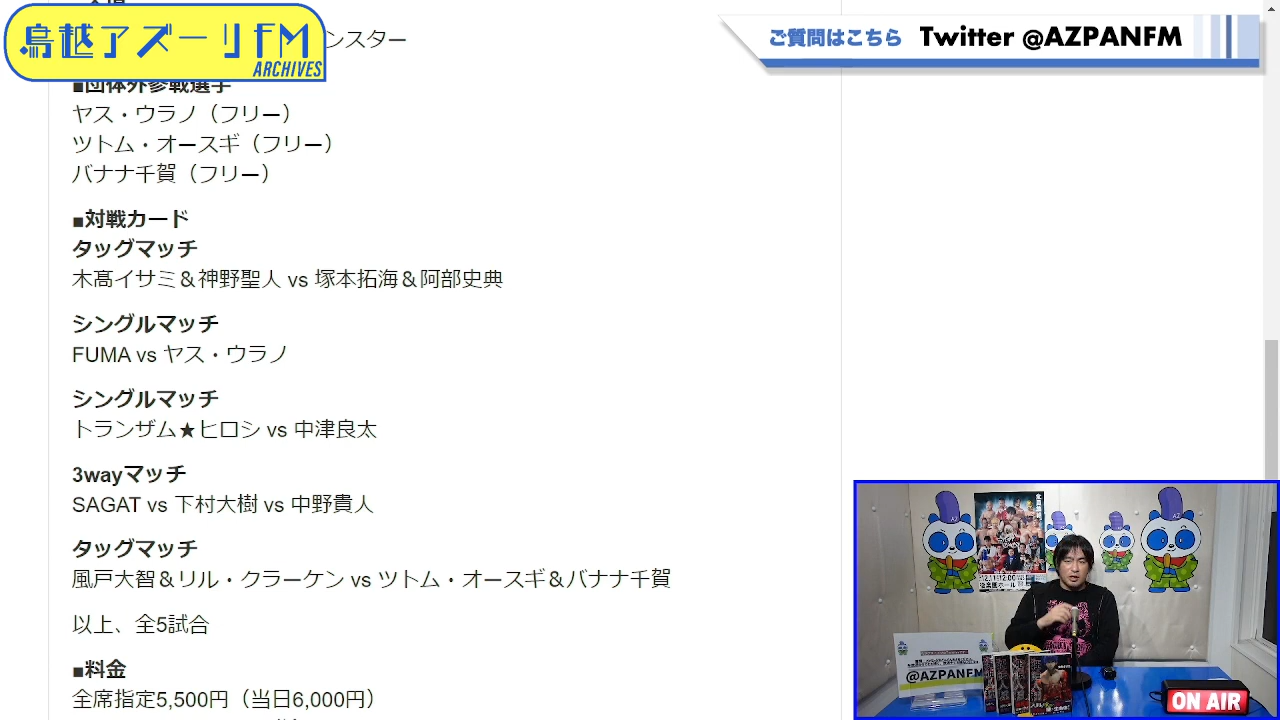 鳥越アズーリFM
ARCHIVES
ンスター
ご質問はこちら Twitter @AZPANFM
■団体外参戦選手
ヤス・ウラノ（フリー）
ツトム・オースギ（フリー）
バナナ千賀（フリー）
■対戦カード
タッグマッチ
木髙イサミ＆神野聖人 vs 塚本拓海＆阿部史典
シングルマッチ
FUMA vs ヤス・ウラノ
シングルマッチ
トランザム★ヒロシ vs 中津良太
3wayマッチ
SAGAT vs 下村大樹 vs 中野貴人
タッグマッチ
風戸大智＆リル・クラーケン vs ツトム・オースギ＆バナナ千賀
以上、全5試合
■料金
全席指定5,500円（当日6,000円）
@AZPANFM
ON AIR